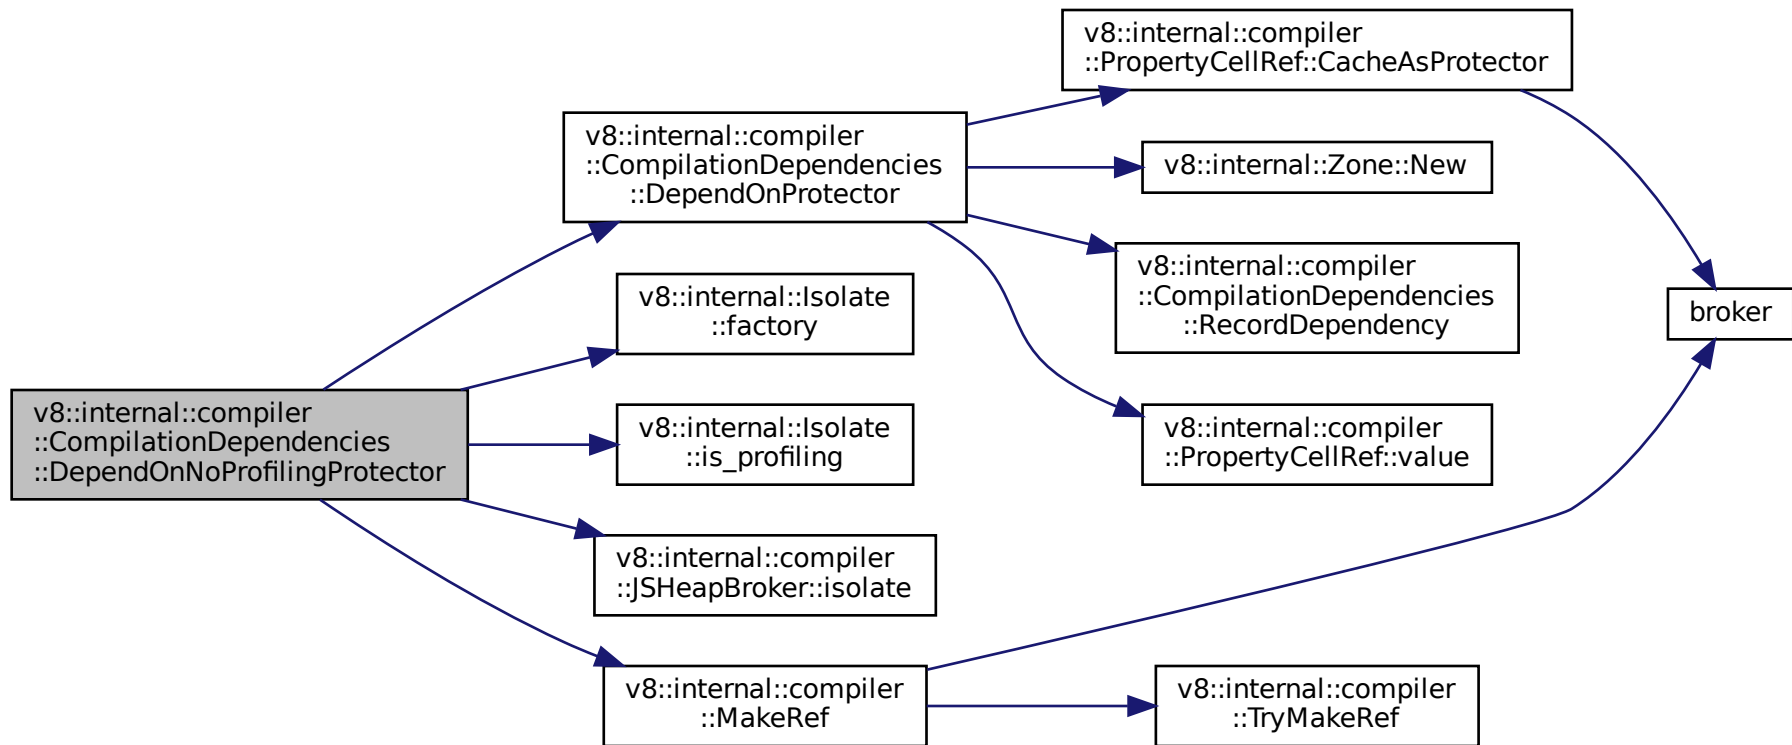 v8::internal::compiler
::PropertyCellRef::CacheAsProtector
v8::internal::compiler
::CompilationDependencies
::DependOnProtector
v8::internal::Zone::New
v8::internal::compiler
::CompilationDependencies
::RecordDependency
v8::internal::Isolate
::factory
broker
v8::internal::compiler
::CompilationDependencies
::DependOnNoProfilingProtector
v8::internal::Isolate
::is_profiling
v8::internal::compiler
::PropertyCellRef::value
v8::internal::compiler
::JSHeapBroker::isolate
v8::internal::compiler
::MakeRef
v8::internal::compiler
::TryMakeRef